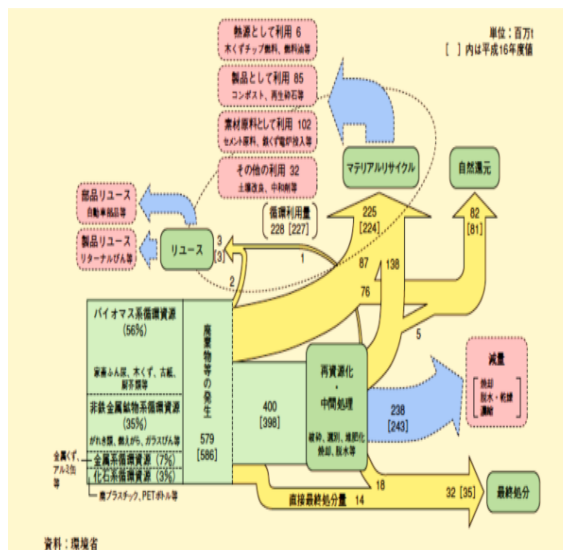 単位：百万t
[ ]内は平成16年度値
熱源として利用 6
木くずチップ燃料、燃料油等
製品として利用 85
コンポスト、再生砕石等
素材原料として利用 102
セメント原料、鉄くず電炉投入等
その他の利用 32
土壌改良、中和剤等
マテリアルリサイクル
自然還元
部品リユース
自動車部品等
製品リユース
リターナルびん等
リユース
3
[3]
循環利用量
228 [227]
225
[224]
82
[81]
1
2
87
138
76
5
バイオマス系循環資源
(56%)
家畜ふん尿、木くず、古紙、
厨芥類等
非鉄金属鉱物系循環資源
(35%)
がれき類、燃えがら、ガラスびん等
金属くず、
アルミ缶
等
金属系循環資源 (7%)
化石系循環資源 (3%)
廃プラスチック、PETボトル等
廃棄物等の発生
579
[586]
400
[398]
再資源化
・
中間処理
破砕、選別、堆肥化
焼却、脱水等
238
[243]
減量
焼却
脱水・乾燥
濃縮
18
直接最終処分量 14
32 [35]
最終処分
資料：環境省